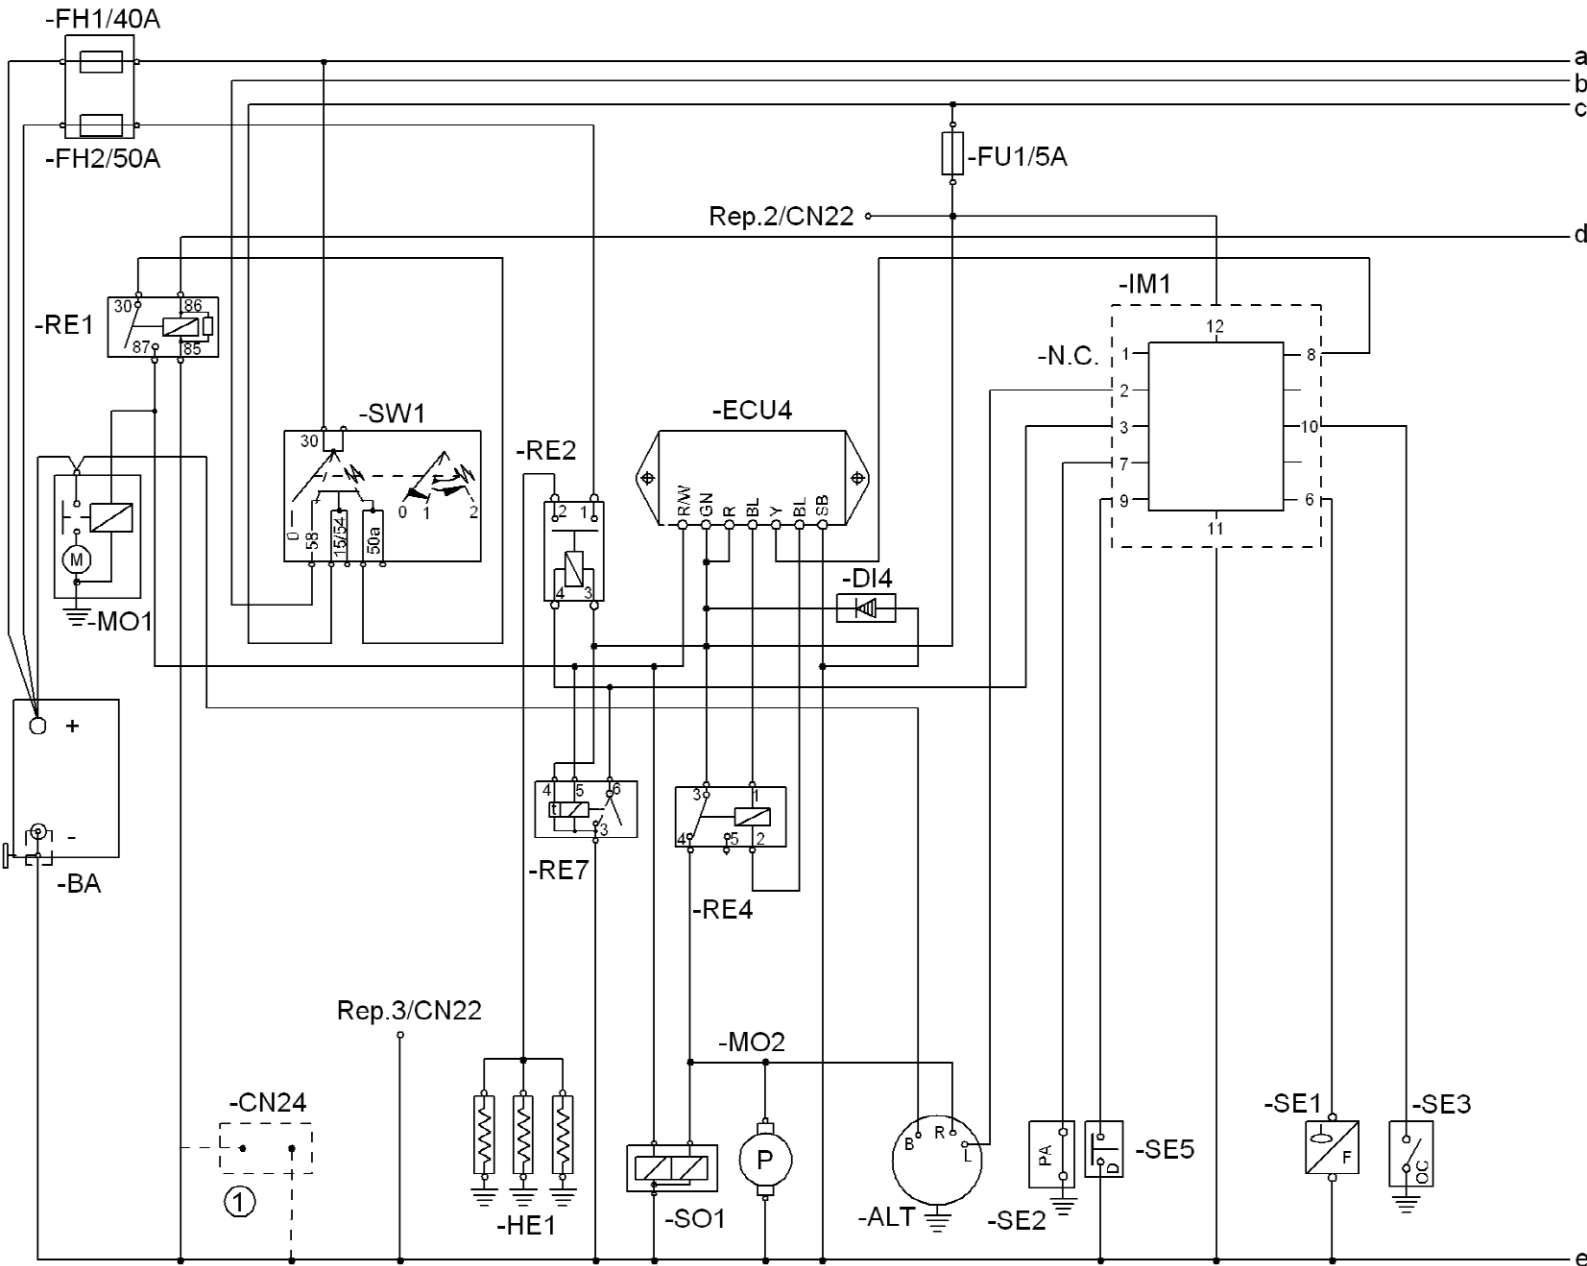 -FH1/40A
a
b
c
-FH2/50A
-FU1/5A
Rep.2/CN22
d
-IM1
30
86
-RE1
87
85
12
-N.C.
1
8
2
3
10
7
9
6
11
-SW1
30
0
1
2
0
58
15/54
50a
-ECU4
R/W
GN
R
BL
Y
BL
SB
-RE2
2
1
4
3
-DI4
M
-MO1
+
-
-BA
4
5
6
t
3
-RE7
3
1
4
5
2
-RE4
Rep.3/CN22
-MO2
-CN24
1
-HE1
-SO1
P
B
R
L
-ALT
PA
-SE2
D
-SE5
-SE1
F
-SE3
OC
e